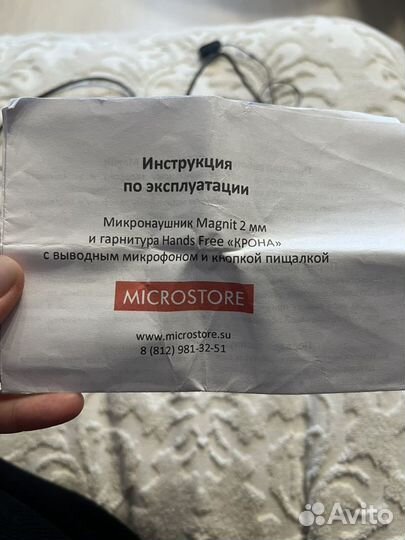 Инструкция
по эксплуатации
Микронаушник Magnit 2 мм
и гарнитура Hands Free «КРОНА»
с выводным микрофоном и кнопкой пищалкой
MICROSTORE
www.microstore.su
8 (812) 981-32-51
Avito